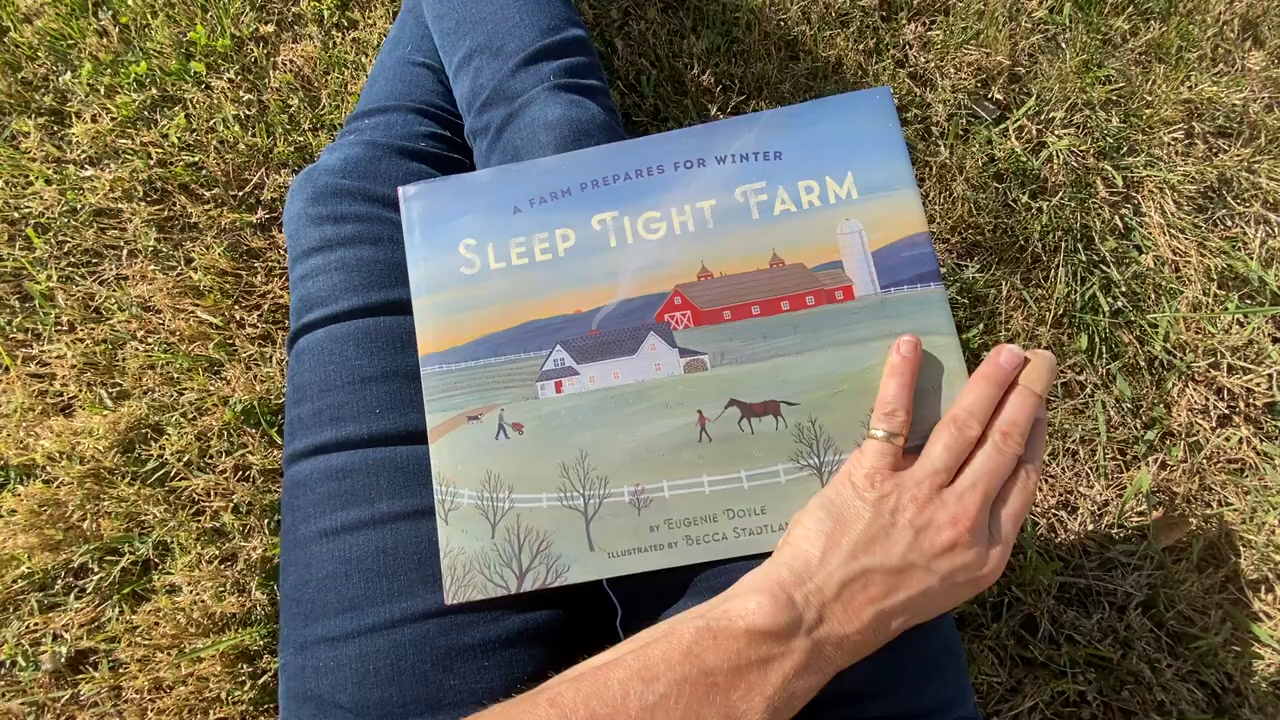 A FARM PREPARES FOR WINTER
SLEEP TIGHT FARM
BY EUGENIE DOYLE
ILLUSTRATED BY BECCA